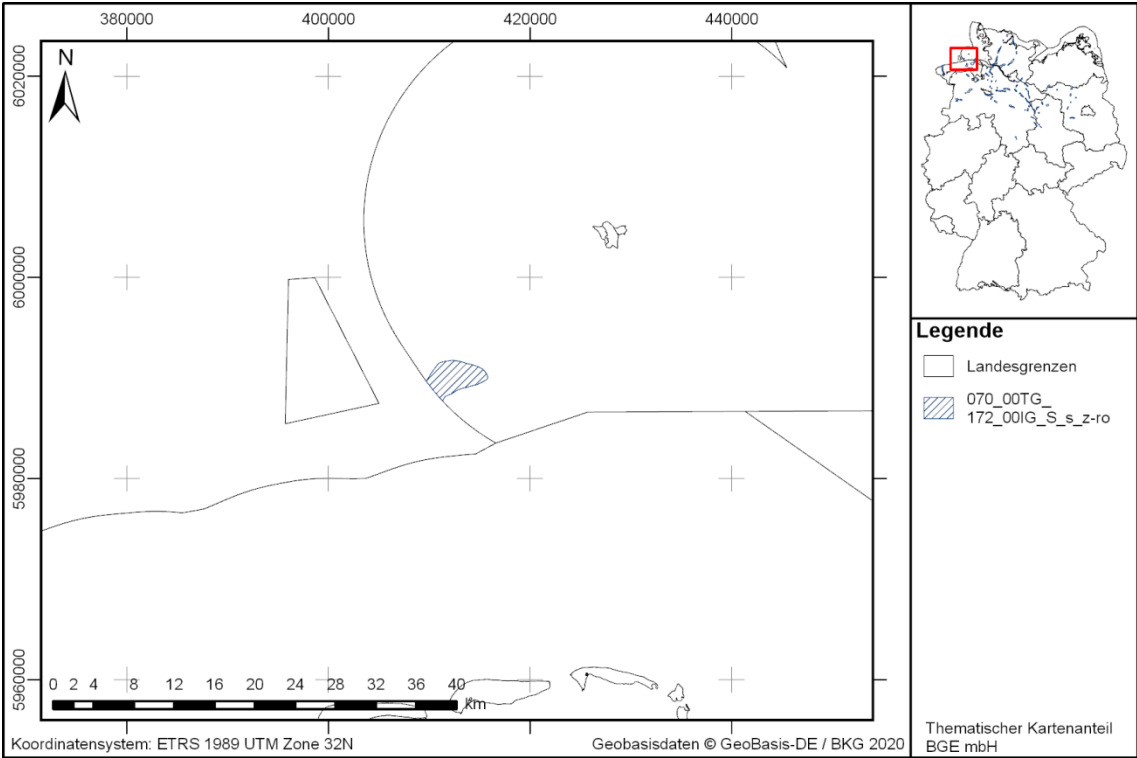 380000 400000 420000 440000
6020000
6000000
5980000
5960000
N
0 2 4 8 12 16 20 24 28 32 36 40
km
Koordinatensystem: ETRS 1989 UTM Zone 32N
Geobasisdaten © GeoBasis-DE / BKG 2020
Legende
Landesgrenzen
070_00TG_
172_00IG_S_s_z-ro
Thematischer Kartenanteil
BGE mbH